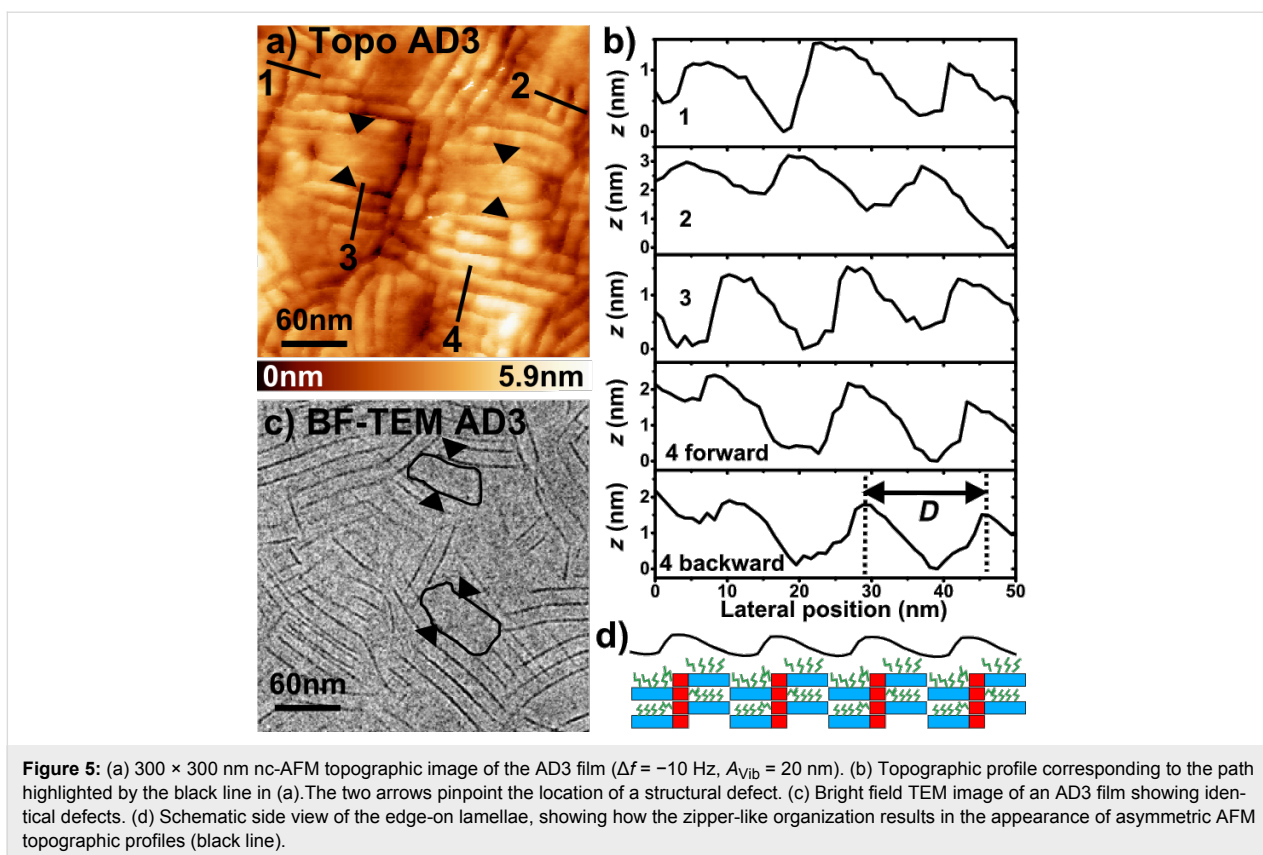 a) Topo AD3
1
2
3
4
60nm
0nm 5.9nm
b)
z (nm)
1
0
1
z (nm)
3
2
1
0
2
z (nm)
1
0
3
z (nm)
2
1
0
4 forward
z (nm)
2
1
0
4 backward
D
0 10 20 30 40 50
Lateral position (nm)
c) BF-TEM AD3
60nm
d)
Figure 5: (a) 300 × 300 nm nc-AFM topographic image of the AD3 film (Δf = −10 Hz, AVib = 20 nm). (b) Topographic profile corresponding to the path
highlighted by the black line in (a).The two arrows pinpoint the location of a structural defect. (c) Bright field TEM image of an AD3 film showing iden-
tical defects. (d) Schematic side view of the edge-on lamellae, showing how the zipper-like organization results in the appearance of asymmetric AFM
topographic profiles (black line).